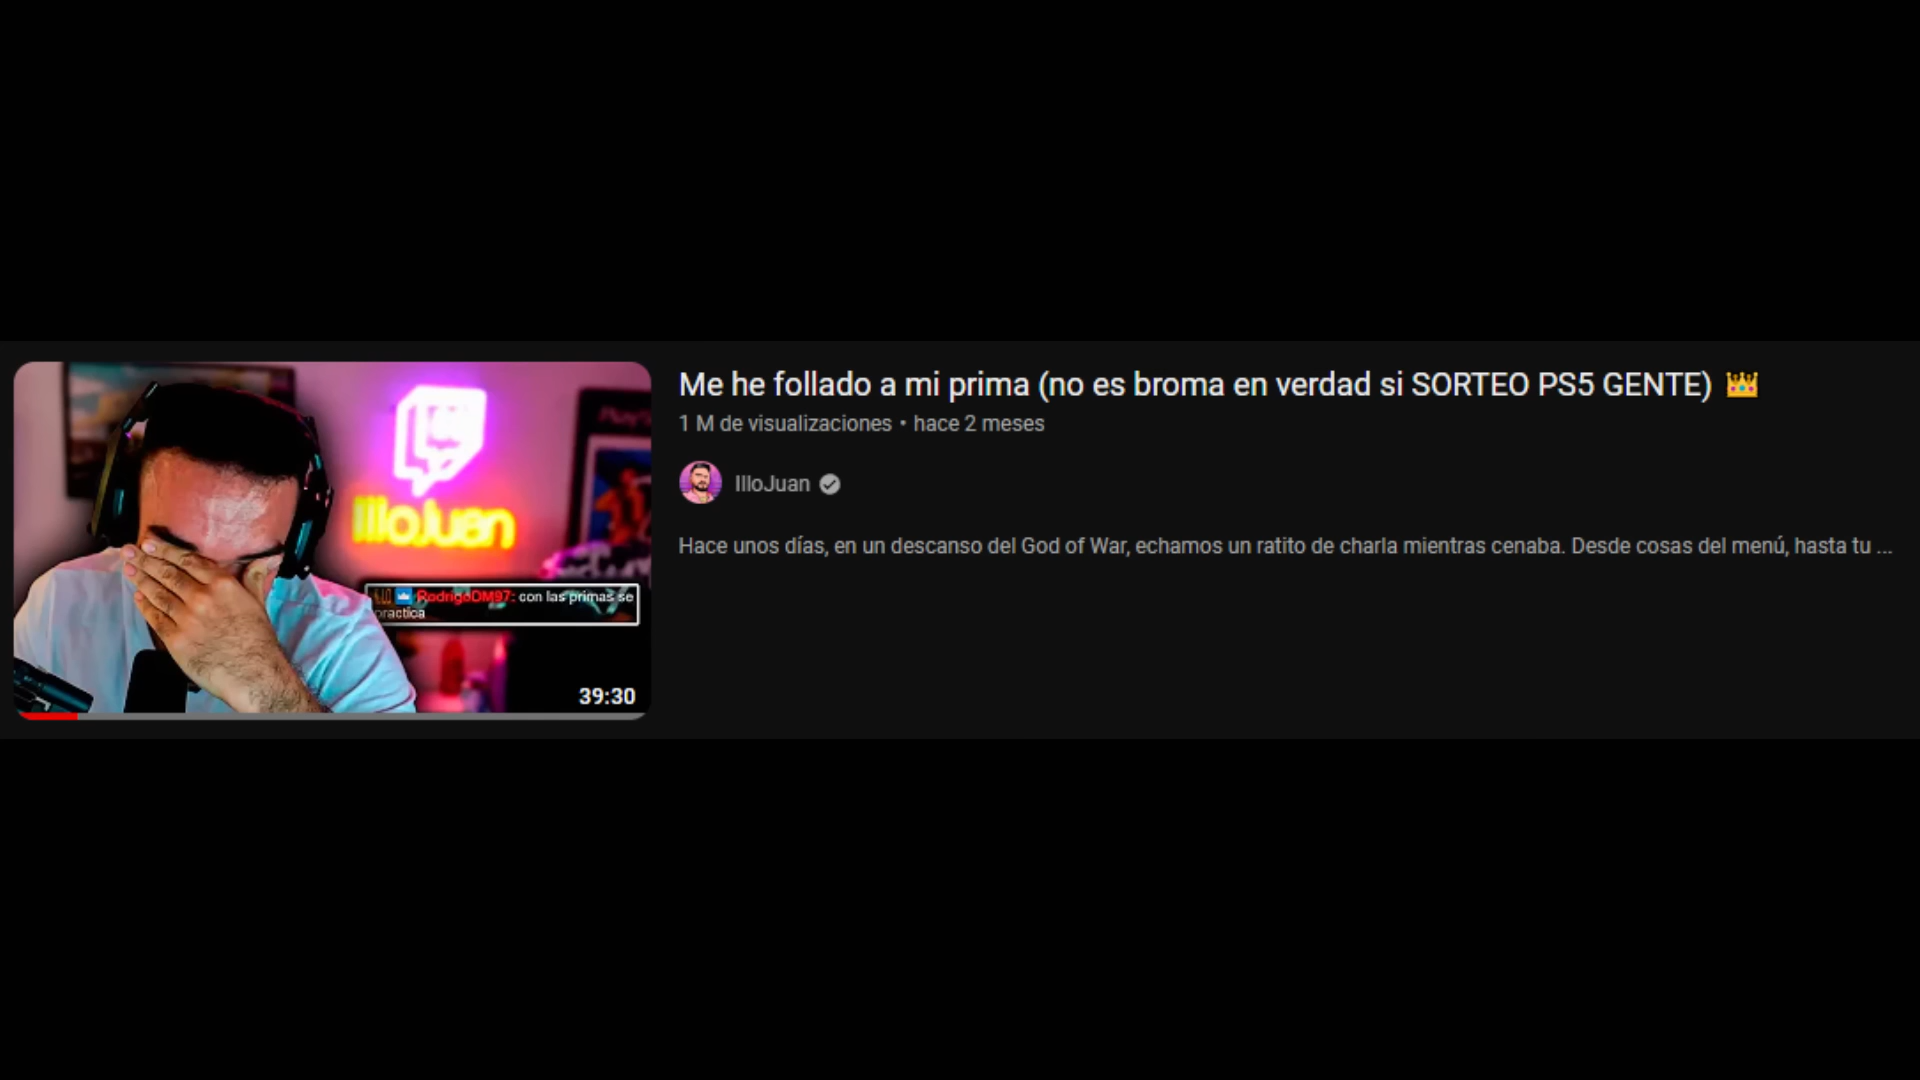 Me he follado a mi prima (no es broma en verdad si SORTEO PS5 GENTE) 👑
1 M de visualizaciones • hace 2 meses
IlloJuan
Hace unos días, en un descanso del God of War, echamos un ratito de charla mientras cenaba. Desde cosas del menú, hasta tu ...
IlloJuan
RodrigoDM97: con las primas se
practica
39:30